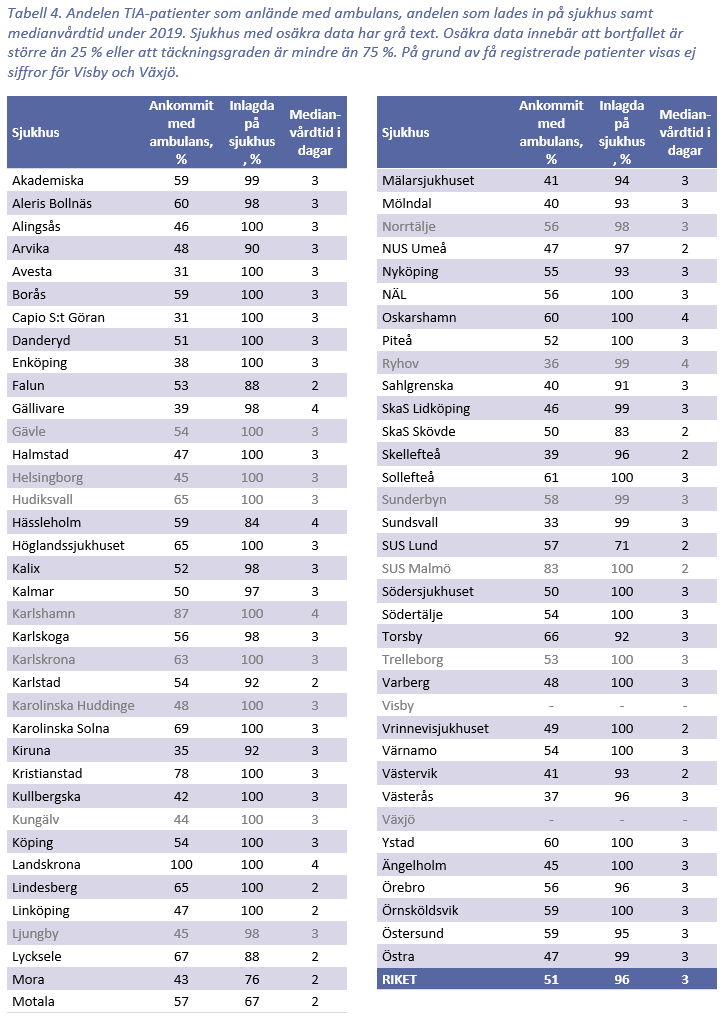 Tabell 4. Andelen TIA-patienter som anlände med ambulans, andelen som lades in på sjukhus samt
medianvårdtid under 2019. Sjukhus med osäkra data har grå text. Osäkra data innebär att bortfallet är
större än 25 % eller att täckningsgraden är mindre än 75 %. På grund av få registrerade patienter visas ej
siffror för Visby och Växjö.
Sjukhus Ankommit med ambulans, % Inlagda på sjukhus , % Median-vårdtid i dagar
Akademiska 59 99 3
Aleris Bollnäs 60 98 3
Alingsås 46 100 3
Arvika 48 90 3
Avesta 31 100 3
Borås 59 100 3
Capio S:t Göran 31 100 3
Danderyd 51 100 3
Enköping 38 100 3
Falun 53 88 2
Gällivare 39 98 4
Gävle 54 100 3
Halmstad 47 100 3
Helsingborg 45 100 3
Hudiksvall 65 100 3
Hässleholm 59 84 4
Höglandssjukhuset 65 100 3
Kalix 52 98 3
Kalmar 50 97 3
Karlshamn 87 100 4
Karlskoga 56 98 3
Karlskrona 63 100 3
Karlstad 54 92 2
Karolinska Huddinge 48 100 3
Karolinska Solna 69 100 3
Kiruna 35 92 3
Kristianstad 78 100 3
Kullbergska 42 100 3
Kungälv 44 100 3
Köping 54 100 3
Landskrona 100 100 4
Lindesberg 65 100 2
Linköping 47 100 2
Ljungby 45 98 3
Lycksele 67 88 2
Mora 43 76 2
Motala 57 67 2
Sjukhus Ankommit med ambulans, % Inlagda på sjukhus , % Median-vårdtid i dagar
Mälarsjukhuset 41 94 3
Mölndal 40 93 3
Norrtälje 56 98 3
NUS Umeå 47 97 2
Nyköping 55 93 3
NÄL 56 100 3
Oskarshamn 60 100 4
Piteå 52 100 3
Ryhov 36 99 4
Sahlgrenska 40 91 3
SkaS Lidköping 46 99 3
SkaS Skövde 50 83 2
Skellefteå 39 96 2
Sollefteå 61 100 3
Sunderbyn 58 99 3
Sundsvall 33 99 3
SUS Lund 57 71 2
SUS Malmö 83 100 2
Södersjukhuset 50 100 3
Södertälje 54 100 3
Torsby 66 92 3
Trelleborg 53 100 3
Varberg 48 100 3
Visby - - -
Vrinnevisjukhuset 49 100 2
Värnamo 54 100 3
Västervik 41 93 2
Västerås 37 96 3
Växjö - - -
Ystad 60 100 3
Ängelholm 45 100 3
Örebro 56 96 3
Örnsköldsvik 59 100 3
Östersund 59 95 3
Östra 47 99 3
RIKET 51 96 3